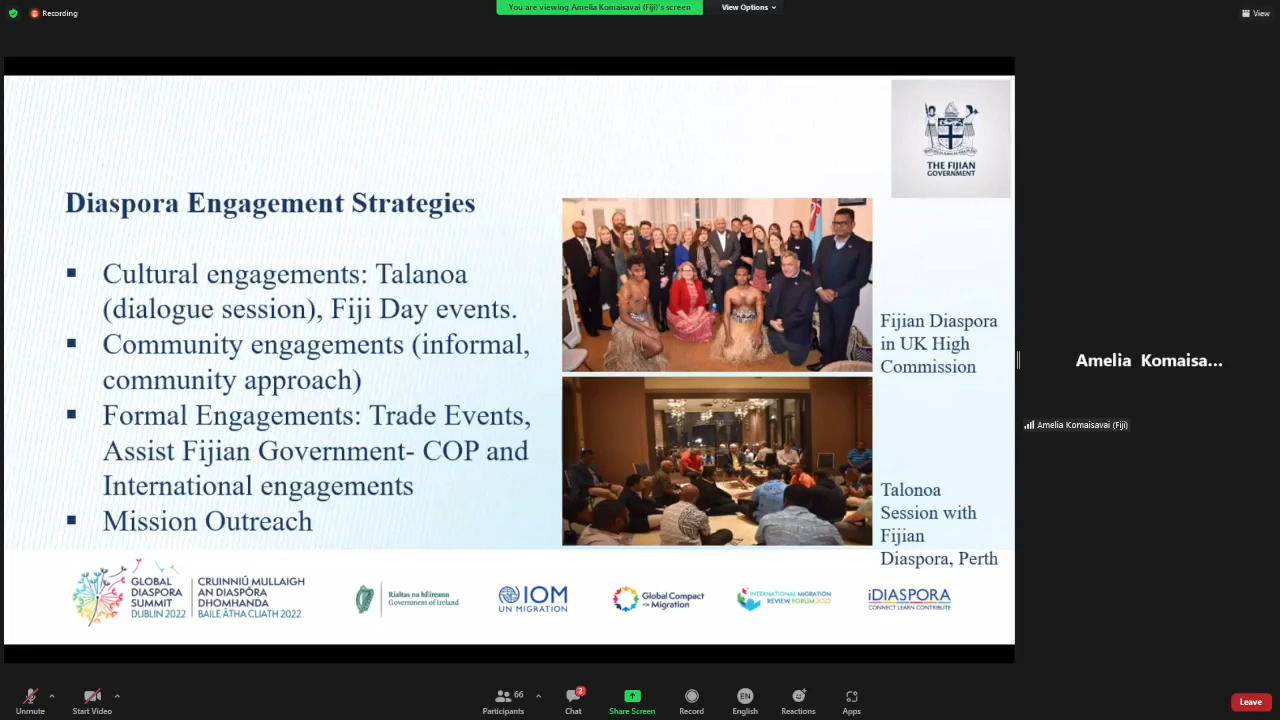 Recording
You are viewing Amelia Komaisavai (Fiji)'s screen
View Options
View
THE FIJIAN
GOVERNMENT
Diaspora Engagement Strategies
▪ Cultural engagements: Talanoa
(dialogue session), Fiji Day events.
▪ Community engagements (informal,
community approach)
▪ Formal Engagements: Trade Events,
Assist Fijian Government- COP and
International engagements
▪ Mission Outreach
Fijian Diaspora
in UK High
Commission
Talonoa
Session with
Fijian
Diaspora, Perth
Amelia Komaisa...
Amelia Komaisavai (Fiji)
GLOBAL
DIASPORA
SUMMIT
DUBLIN 2022
CRUINNIÚ MULLAIGH
AN DIASPÓRA
DHOMHANDA
BAILE ÁTHA CLIATH 2022
Rialtas na hÉireann
Government of Ireland
IOM
UN MIGRATION
Global Compact
for Migration
INTERNATIONAL MIGRATION
REVIEW FORUM 2022
iDIASPORA
CONNECT LEARN CONTRIBUTE
Unmute
Start Video
66
Participants
2
Chat
Share Screen
Record
EN
English
Reactions
Apps
Leave